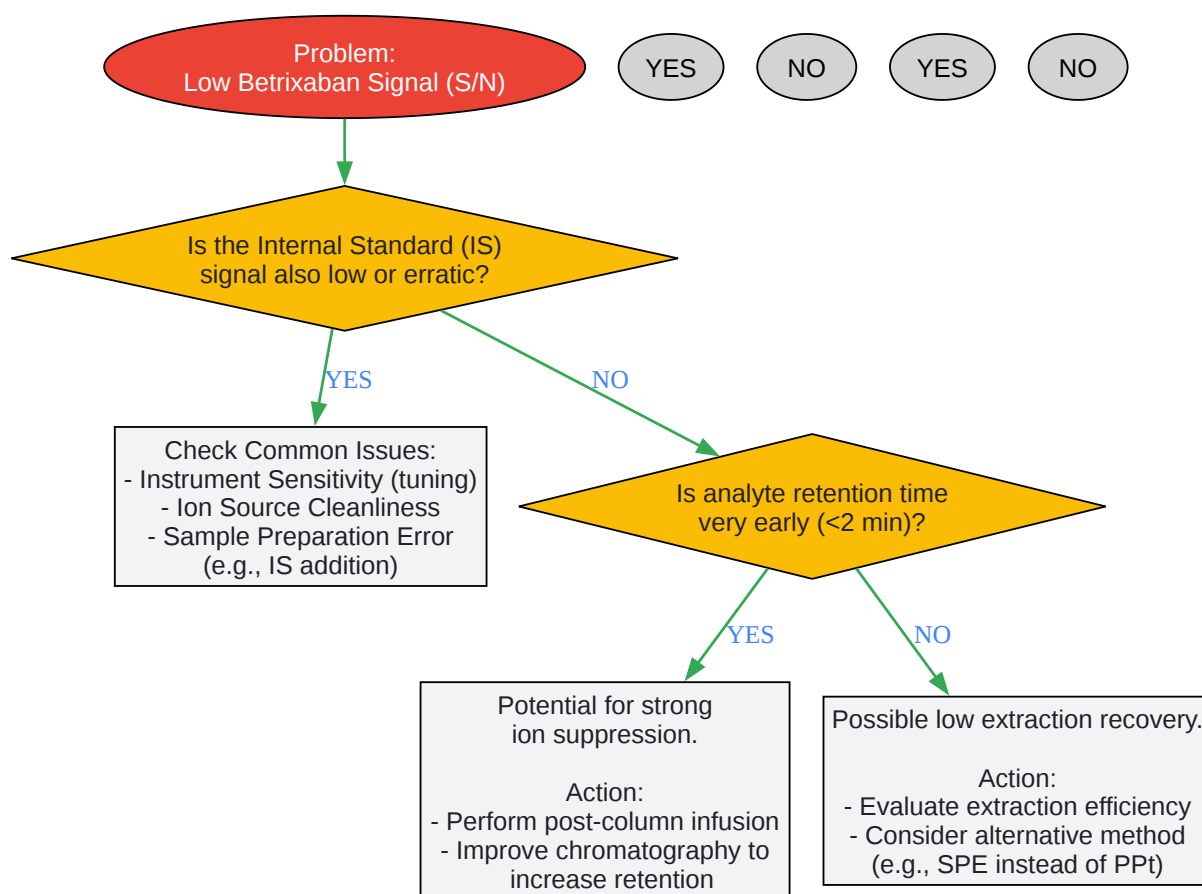 Problem:
Low Betrixaban Signal (S/N)
YES
NO
YES
NO
Is the Internal Standard (IS)
signal also low or erratic?
YES
NO
Check Common Issues:
- Instrument Sensitivity (tuning)
- Ion Source Cleanliness
- Sample Preparation Error
(e.g., IS addition)
Is analyte retention time
very early (<2 min)?
YES
NO
Potential for strong
ion suppression.
Action:
- Perform post-column infusion
- Improve chromatography to
increase retention
Possible low extraction recovery.
Action:
- Evaluate extraction efficiency
- Consider alternative method
(e.g., SPE instead of PPt)